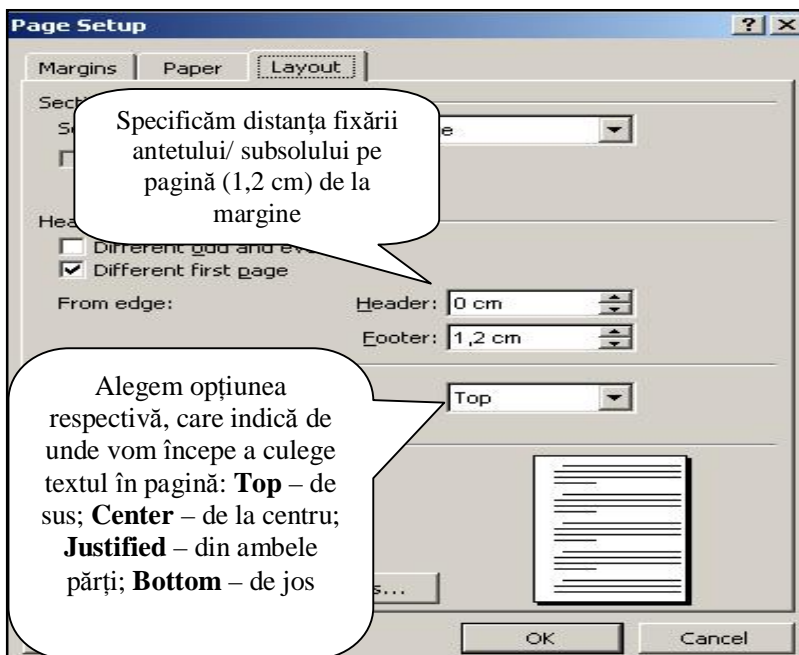 Page Setup
Margins Paper Layout
Specificăm distanța fixării
antetului/ subsolului pe
pagină (1,2 cm) de la
margine
Different odd and
Different first page
From edge: Header: 0 cm
Footer: 1,2 cm
Top
Alegem opțiunea
respectivă, care indică de
unde vom începe a culege
textul în pagină: Top – de
sus; Center – de la centru;
Justified – din ambele
părți; Bottom – de jos
OK Cancel